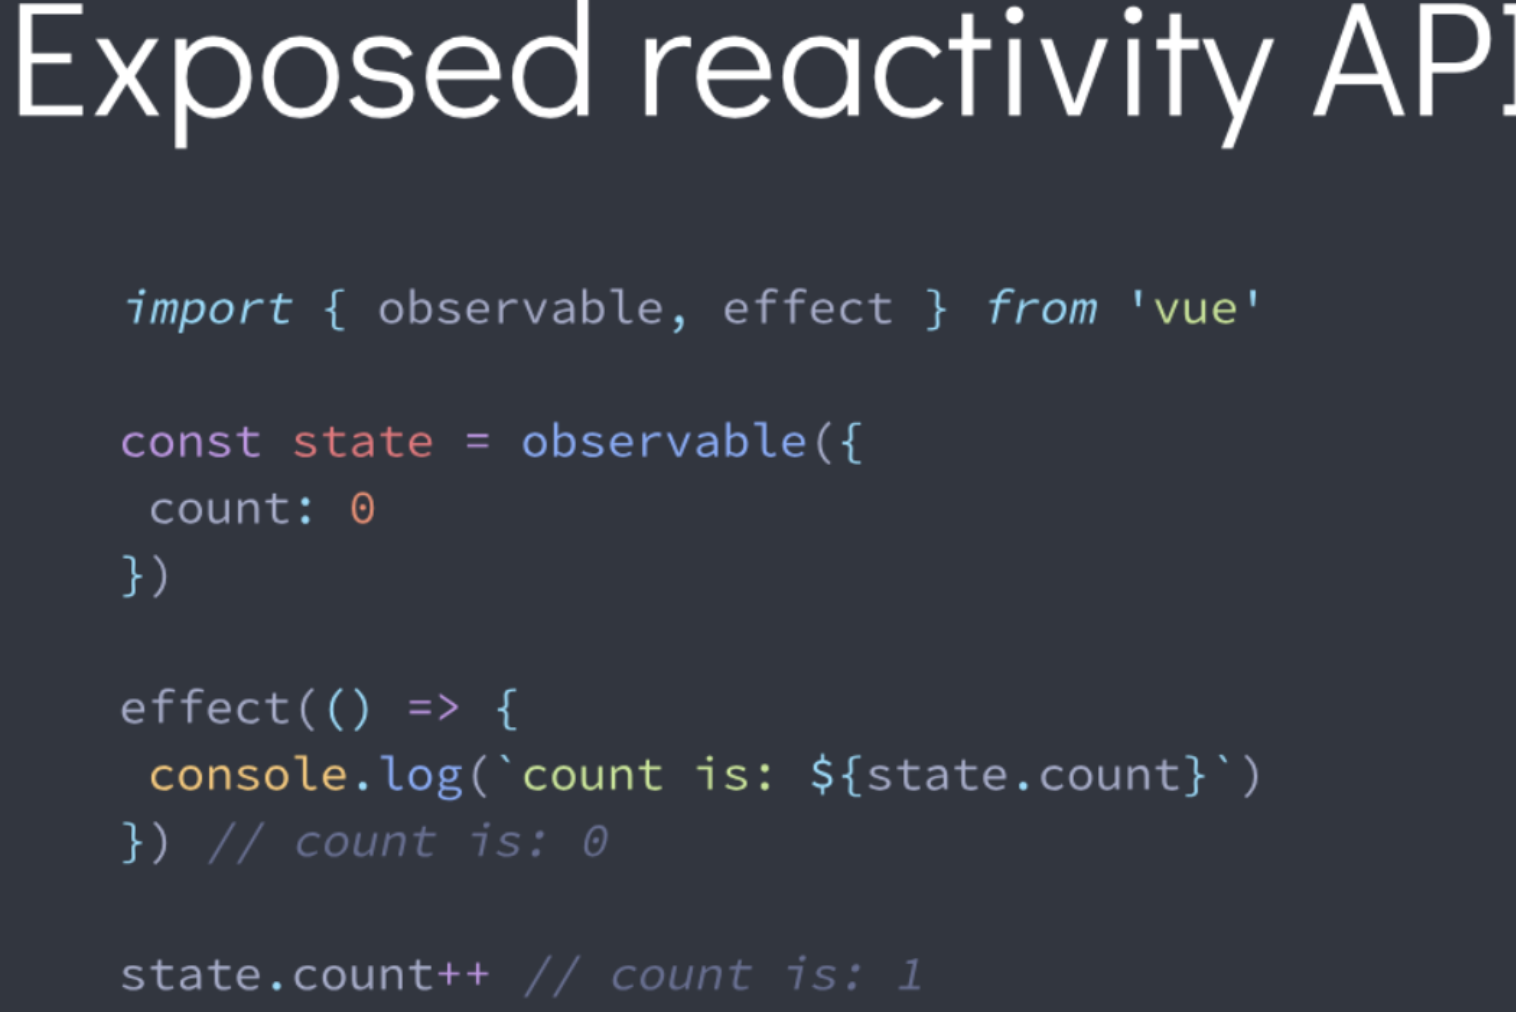 Exposed reactivity API
import { observable, effect } from 'vue'
const state = observable({
count: 0
})
effect(() => {
console.log(`count is: ${state.count}`)
}) // count is: 0
state.count++ // count is: 1